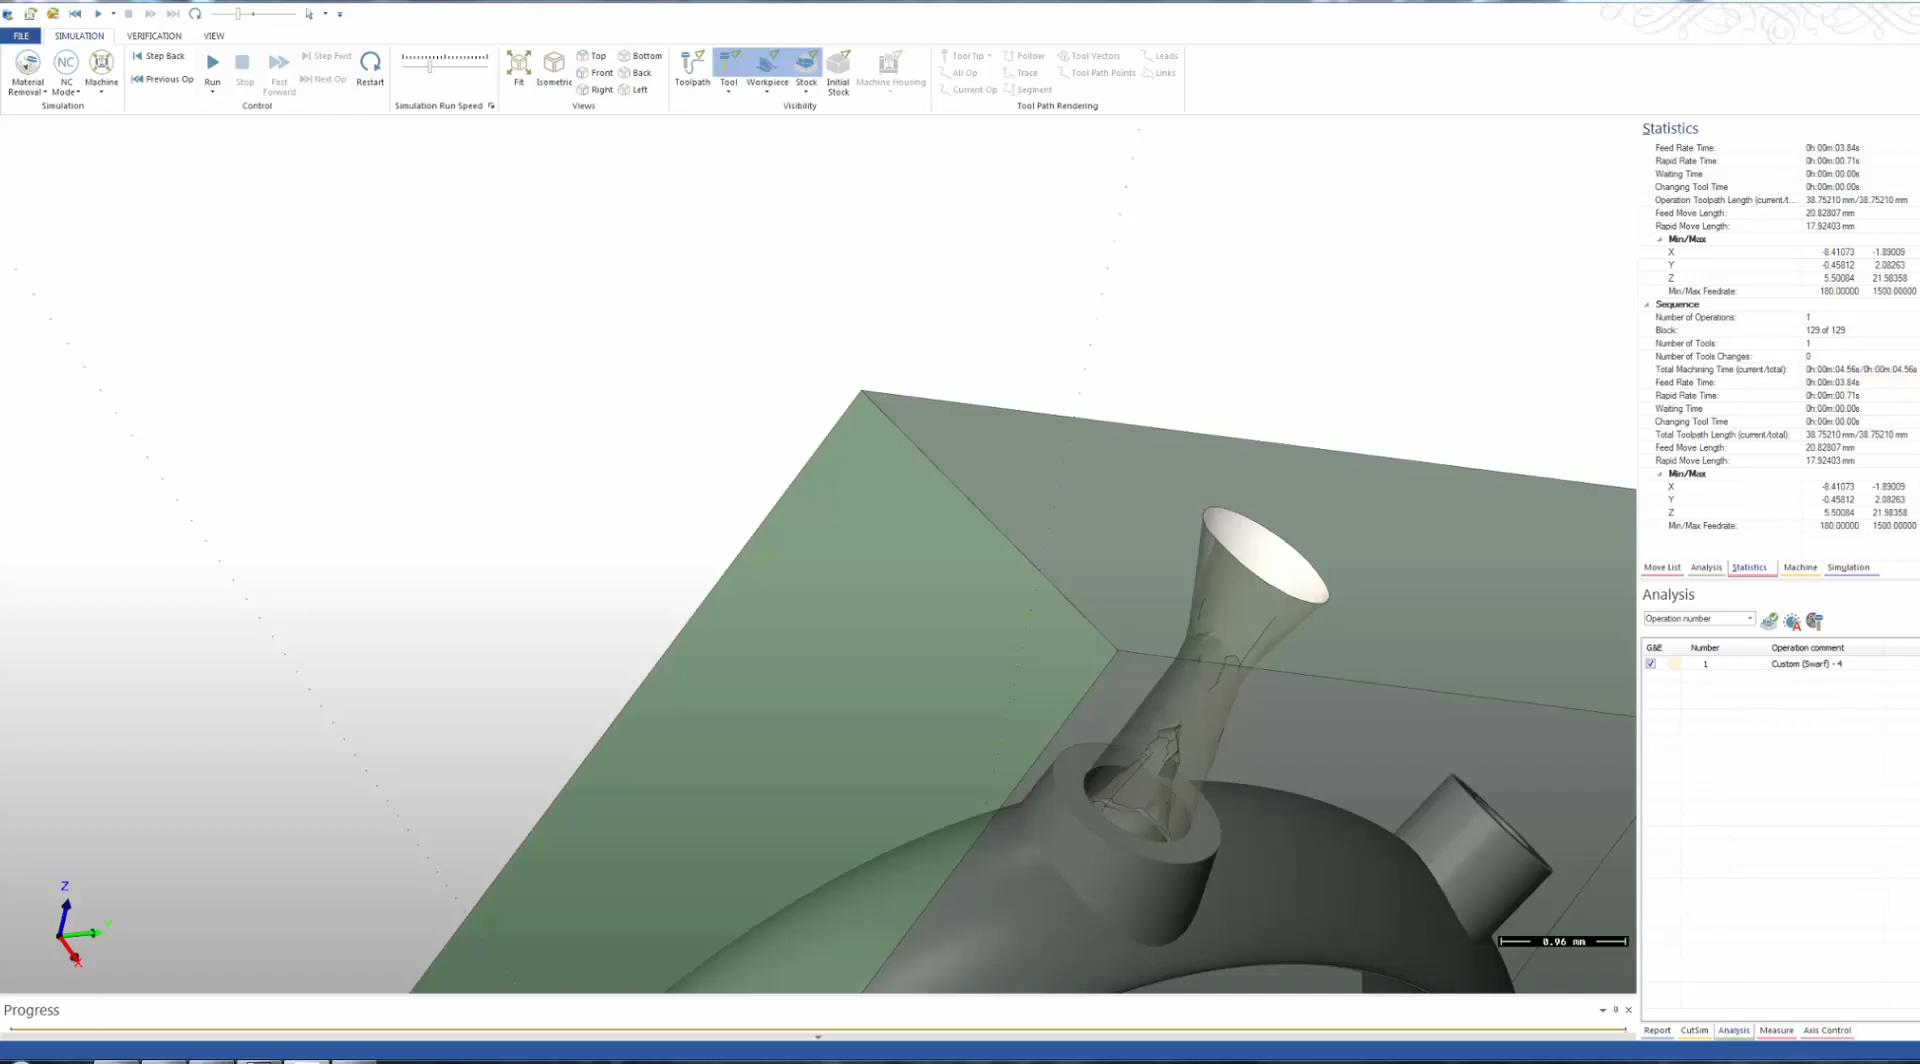 FILE SIMULATION VERIFICATION VIEW
Step Back Step Fwd Top Bottom Tool Tip Follow Tool Vectors Leads
Previous Op Next Op Front Back All Op Trace Tool Path Points Links
Right Left Current Op Segment
Material Removal NC Mode Machine Run Stop Fast Forward Restart Fit Isometric Toolpath Tool Workpiece Stock Initial Stock Machine Housing
Simulation Control Simulation Run Speed Views Visibility Tool Path Rendering
Statistics
Feed Rate Time: 0h:00m:03.84s
Rapid Rate Time: 0h:00m:00.71s
Waiting Time 0h:00m:00.00s
Changing Tool Time 0h:00m:00.00s
Operation Toolpath Length (current/t... 38.75210 mm/38.75210 mm
Feed Move Length: 20.82807 mm
Rapid Move Length: 17.92403 mm
Min/Max
X -8.41073 -1.89009
Y -0.45812 2.08263
Z 5.50084 21.98358
Min/Max Feedrate: 180.00000 1500.00000
Sequence
Number of Operations: 1
Block: 129 of 129
Number of Tools: 1
Number of Tools Changes: 0
Total Machining Time (current/total): 0h:00m:04.56s/0h:00m:04.56s
Feed Rate Time: 0h:00m:03.84s
Rapid Rate Time: 0h:00m:00.71s
Waiting Time 0h:00m:00.00s
Changing Tool Time 0h:00m:00.00s
Total Toolpath Length (current/total): 38.75210 mm/38.75210 mm
Feed Move Length: 20.82807 mm
Rapid Move Length: 17.92403 mm
Min/Max
X -8.41073 -1.89009
Y -0.45812 2.08263
Z 5.50084 21.98358
Min/Max Feedrate: 180.00000 1500.00000
Move List Analysis Statistics Machine Simulation
Analysis
Operation number
G&E Number Operation comment
1 Custom (Swarf) - 4
Z
Y
X
0.96 mm
Progress
Report CutSim Analysis Measure Axis Control